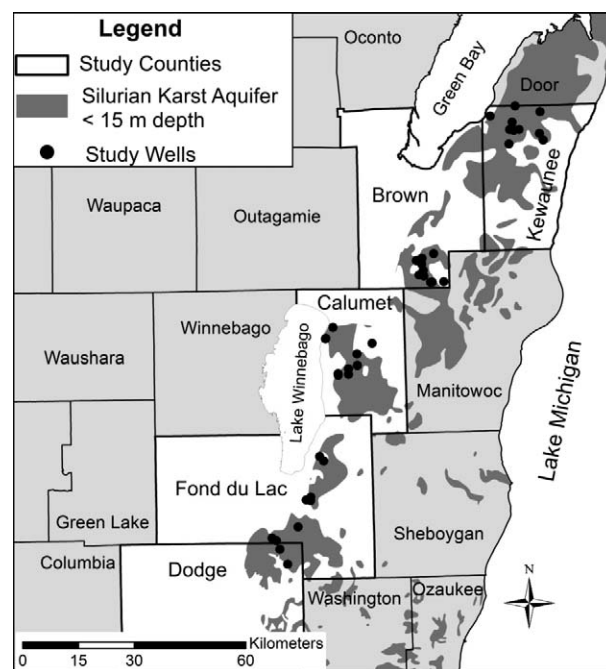 Legend
Study Counties
Silurian Karst Aquifer
< 15 m depth
Study Wells
Oconto
Green Bay
Door
Waupaca
Outagamie
Brown
Kewaunee
Waushara
Winnebago
Calumet
Lake Winnebago
Manitowoc
Lake Michigan
Green Lake
Fond du Lac
Sheboygan
Columbia
Dodge
Washington
Ozaukee
N
Kilometers
0 15 30 60